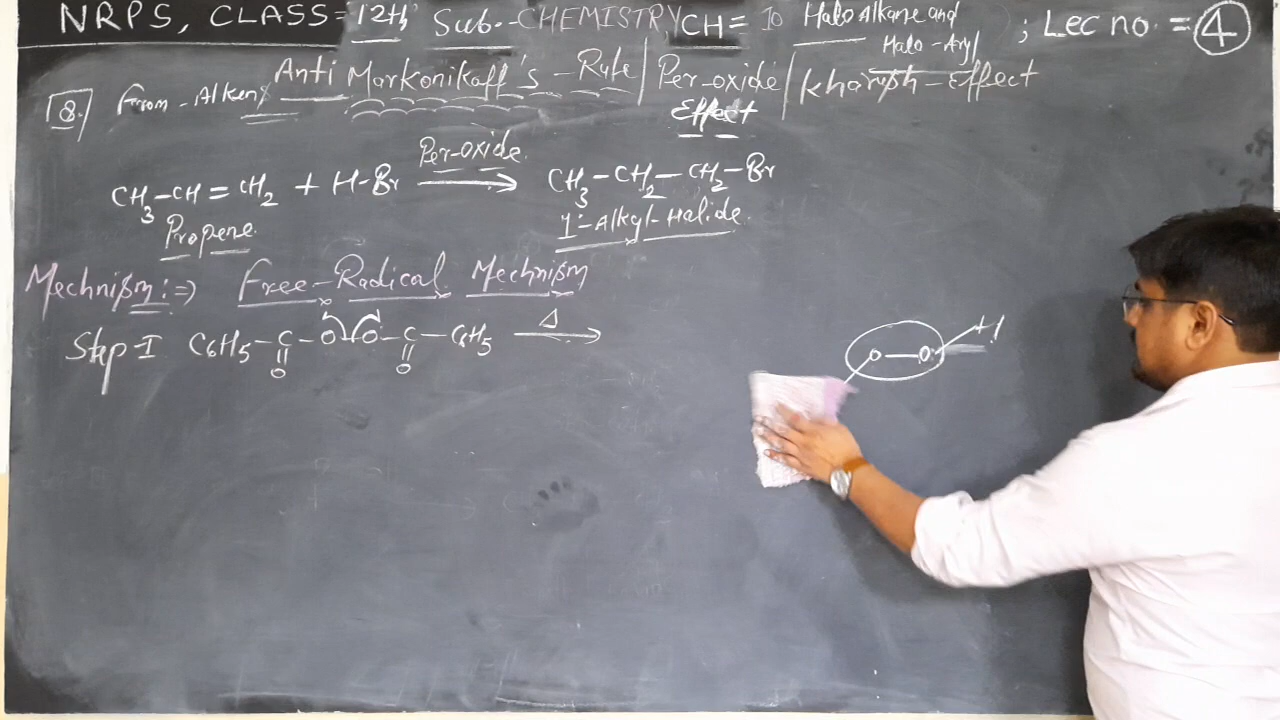 NRPS, CLASS=12th Sub.-CHEMISTRY, CH=10 Halo Alkane and Halo-Aryl ; Lec no.=4
8. From-Alken, Anti Markonikoff's-Rule / Per-oxide Effect / kharash-Effect
CH3-CH=CH2 + H-Br Per-oxide → CH3-CH2-CH2-Br
Propene 1°-Alkyl-Halide.
Mechnism:=> Free-Radical Mechnism
Step-I C6H5-C-O-O-C-C6H5 Δ →
O O
O-O H